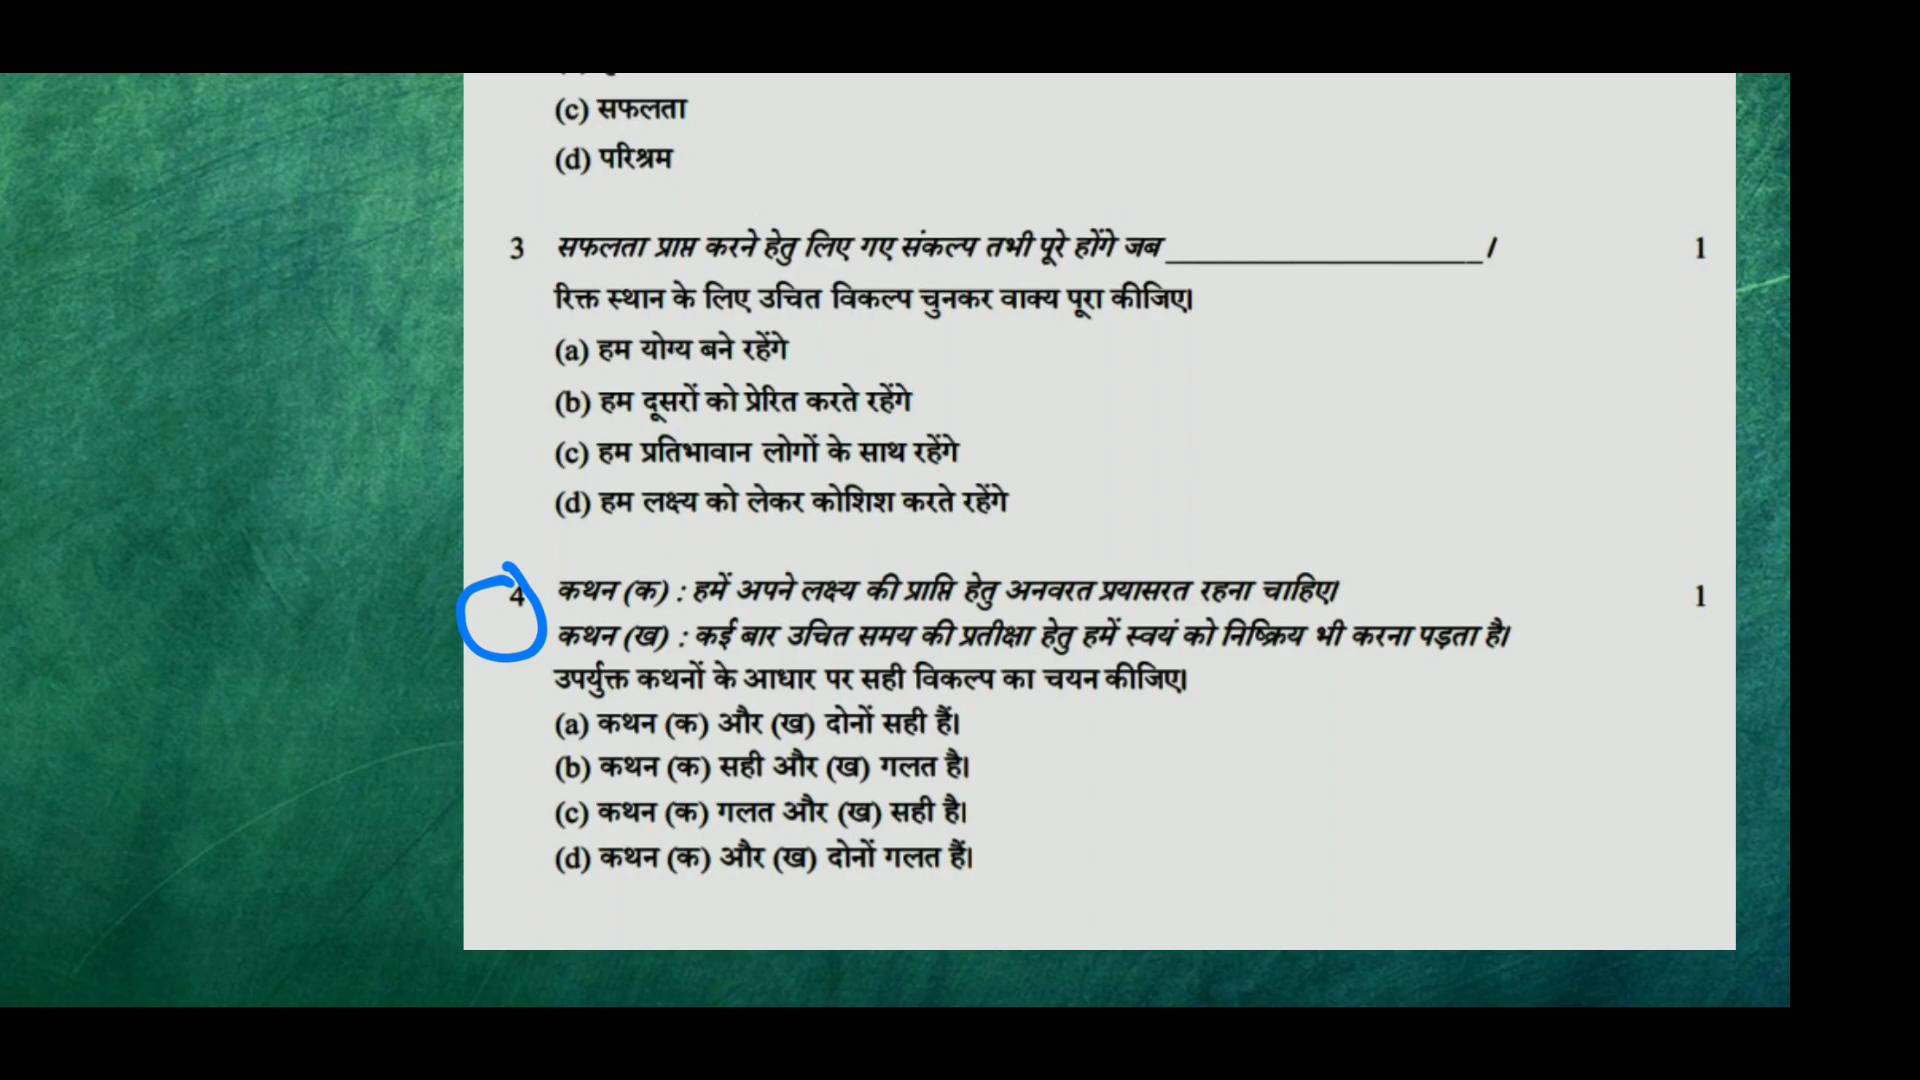 (c) सफलता
(d) परिश्रम
3 सफलता प्राप्त करने हेतु लिए गए संकल्प तभी पूरे होंगे जब ____________________। 1
रिक्त स्थान के लिए उचित विकल्प चुनकर वाक्य पूरा कीजिए।
(a) हम योग्य बने रहेंगे
(b) हम दूसरों को प्रेरित करते रहेंगे
(c) हम प्रतिभावान लोगों के साथ रहेंगे
(d) हम लक्ष्य को लेकर कोशिश करते रहेंगे
4 कथन (क) : हमें अपने लक्ष्य की प्राप्ति हेतु अनवरत प्रयासरत रहना चाहिए। 1
कथन (ख) : कई बार उचित समय की प्रतीक्षा हेतु हमें स्वयं को निष्क्रिय भी करना पड़ता है।
उपर्युक्त कथनों के आधार पर सही विकल्प का चयन कीजिए।
(a) कथन (क) और (ख) दोनों सही हैं।
(b) कथन (क) सही और (ख) गलत है।
(c) कथन (क) गलत और (ख) सही है।
(d) कथन (क) और (ख) दोनों गलत हैं।